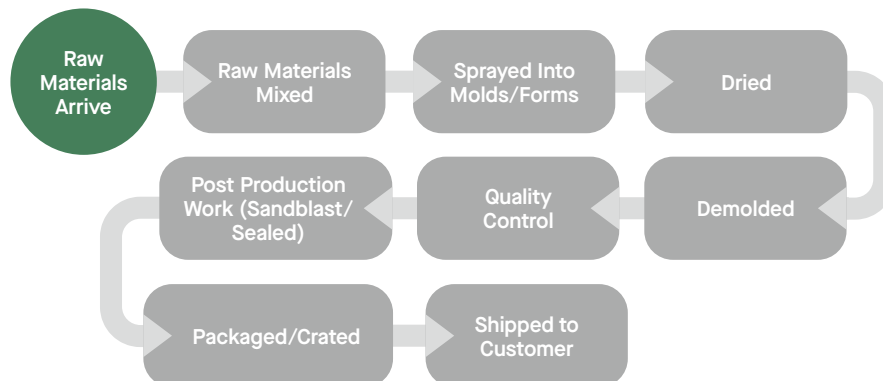 Raw
Materials
Arrive
Raw Materials
Mixed
Sprayed Into
Molds/Forms
Dried
Demolded
Quality
Control
Post Production
Work (Sandblast/
Sealed)
Packaged/Crated
Shipped to
Customer